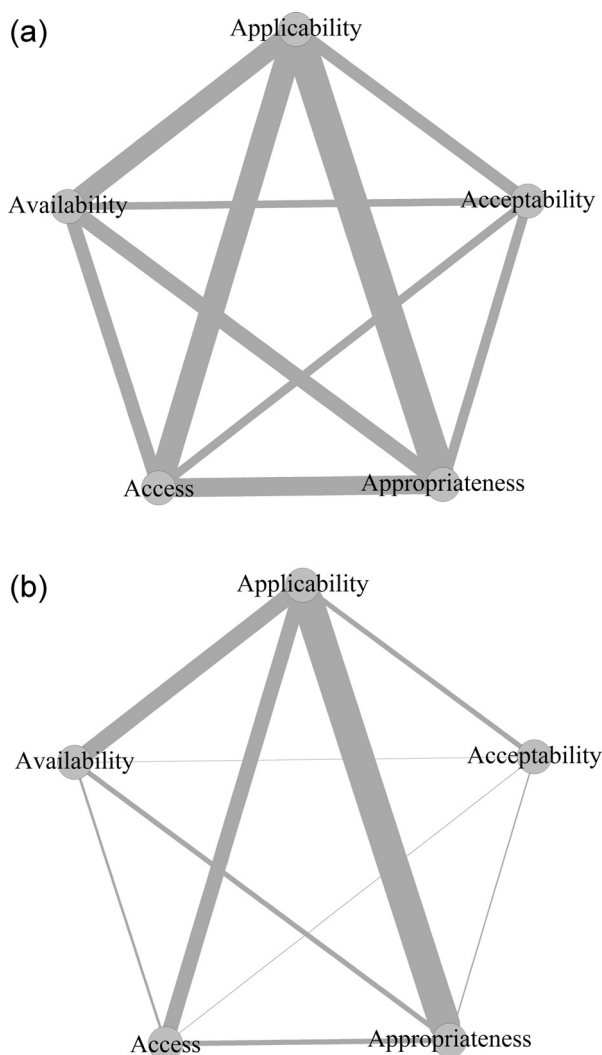 (a)
Applicability
Availability
Acceptability
Access
Appropriateness
(b)
Applicability
Availability
Acceptability
Access
Appropriateness